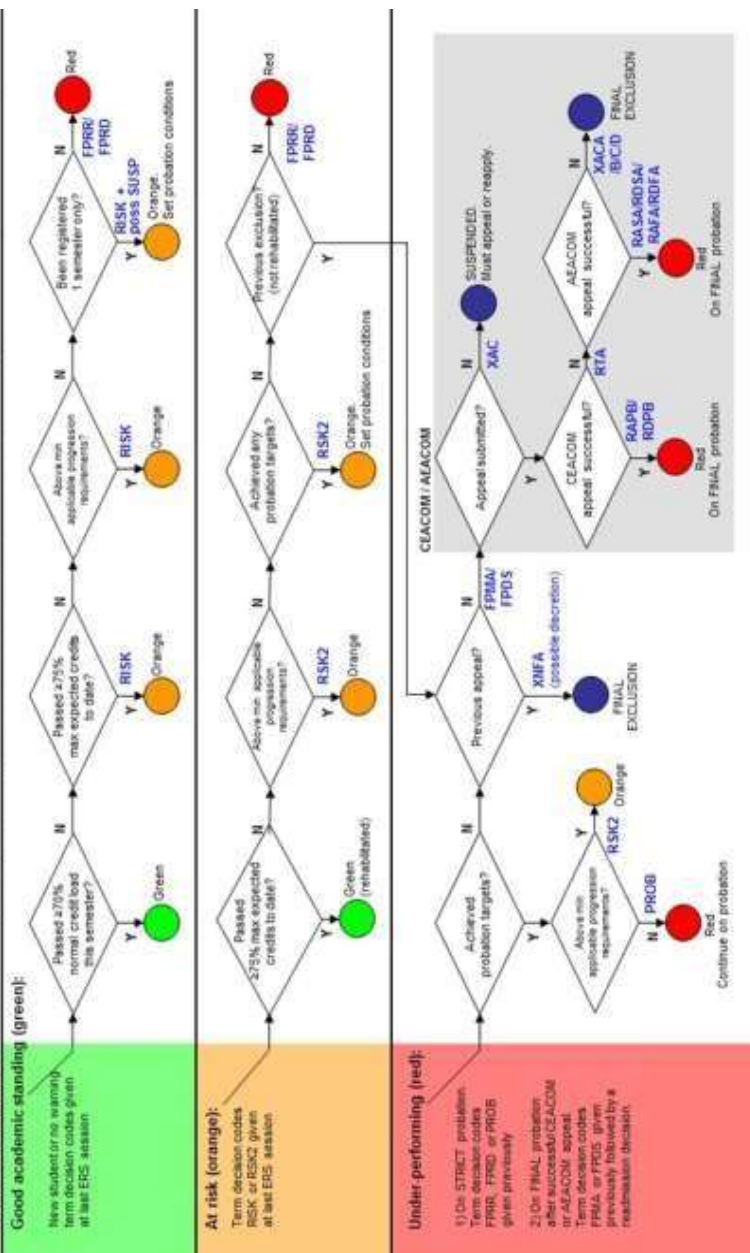 Good academic standing (green):
New student or no warning
term decision codes given
at last ERS session
Passed ≥70%
normal credit load
this semester?
Y
Green
N
Passed ≥75%
max expected credits
to date?
Y
RISK
Orange
N
Above min
applicable progression
requirements?
Y
RISK
Orange
N
Been registered
1 semester only?
Y
RISK +
poss SUSP
Orange.
Set probation conditions
N
FPRR/
FPRD
Red
At risk (orange):
Term decision codes
RISK or RSK2 given
at last ERS session
Passed
≥75% max expected
credits to date?
Y
Green
(rehabilitated)
N
Above min. applicable
progression
requirements?
Y
RSK2
Orange
N
Achieved any
probation targets?
Y
RSK2
Orange.
Set probation conditions
N
Previous exclusion?
(not rehabilitated)
Y
N
FPRR/
FPRD
Red
Under-performing (red):
1) On STRICT probation.
Term decision codes
FPRR, FPRD or PROB
given previously
2) On FINAL probation
after successful CEACOM
or AEACOM appeal
Term decision codes
FPMA or FPDS given
previously followed by a
readmission decision
Achieved
probation targets?
Y
N
Above min
applicable progression
requirements?
Y
RSK2
Orange
N
PROB
Red
Continue on probation
Previous appeal?
Y
XNFA
(possible discretion)
FINAL
EXCLUSION
N
FPMA/
FPDS
CEACOM / AEACOM
Appeal submitted?
N
XAC
SUSPENDED.
Must appeal or reapply.
Y
CEACOM
appeal successful?
Y
RAPB/
RDPB
Red
On FINAL probation
N
RTA
AEACOM
appeal successful?
Y
RASA/RDSA/
RAFA/RDFA
Red
On FINAL probation
N
XACA
/B/C/D
FINAL
EXCLUSION